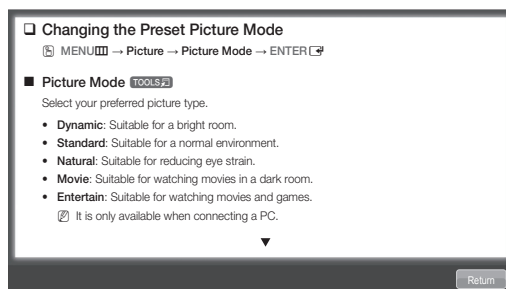 Changing the Preset Picture Mode
MENU → Picture → Picture Mode → ENTER
Picture Mode TOOLS
Select your preferred picture type.
• Dynamic: Suitable for a bright room.
• Standard: Suitable for a normal environment.
• Natural: Suitable for reducing eye strain.
• Movie: Suitable for watching movies in a dark room.
• Entertain: Suitable for watching movies and games.
It is only available when connecting a PC.
Return